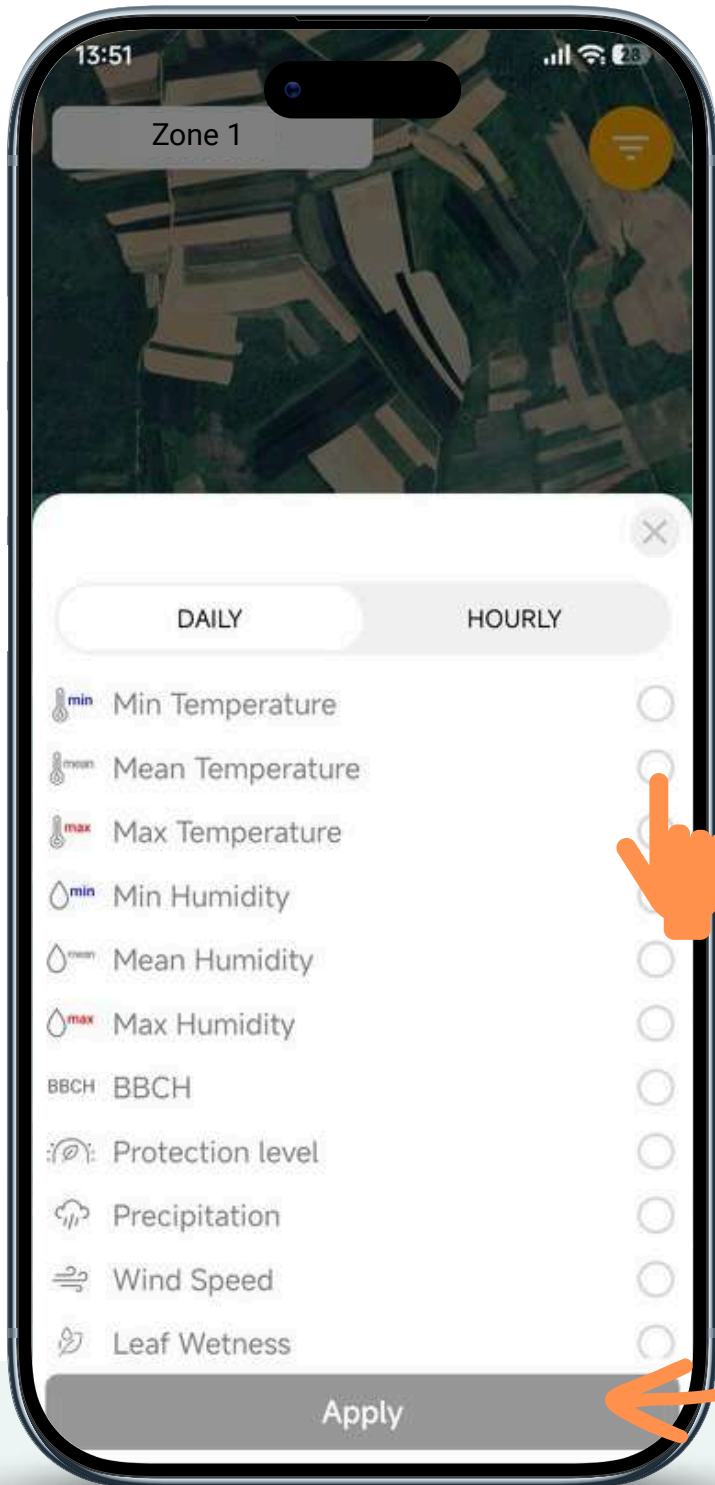 13:51
28
Zone 1
DAILY
HOURLY
min Min Temperature
mean Mean Temperature
max Max Temperature
min Min Humidity
mean Mean Humidity
max Max Humidity
BBCH BBCH
Protection level
Precipitation
Wind Speed
Leaf Wetness
Apply